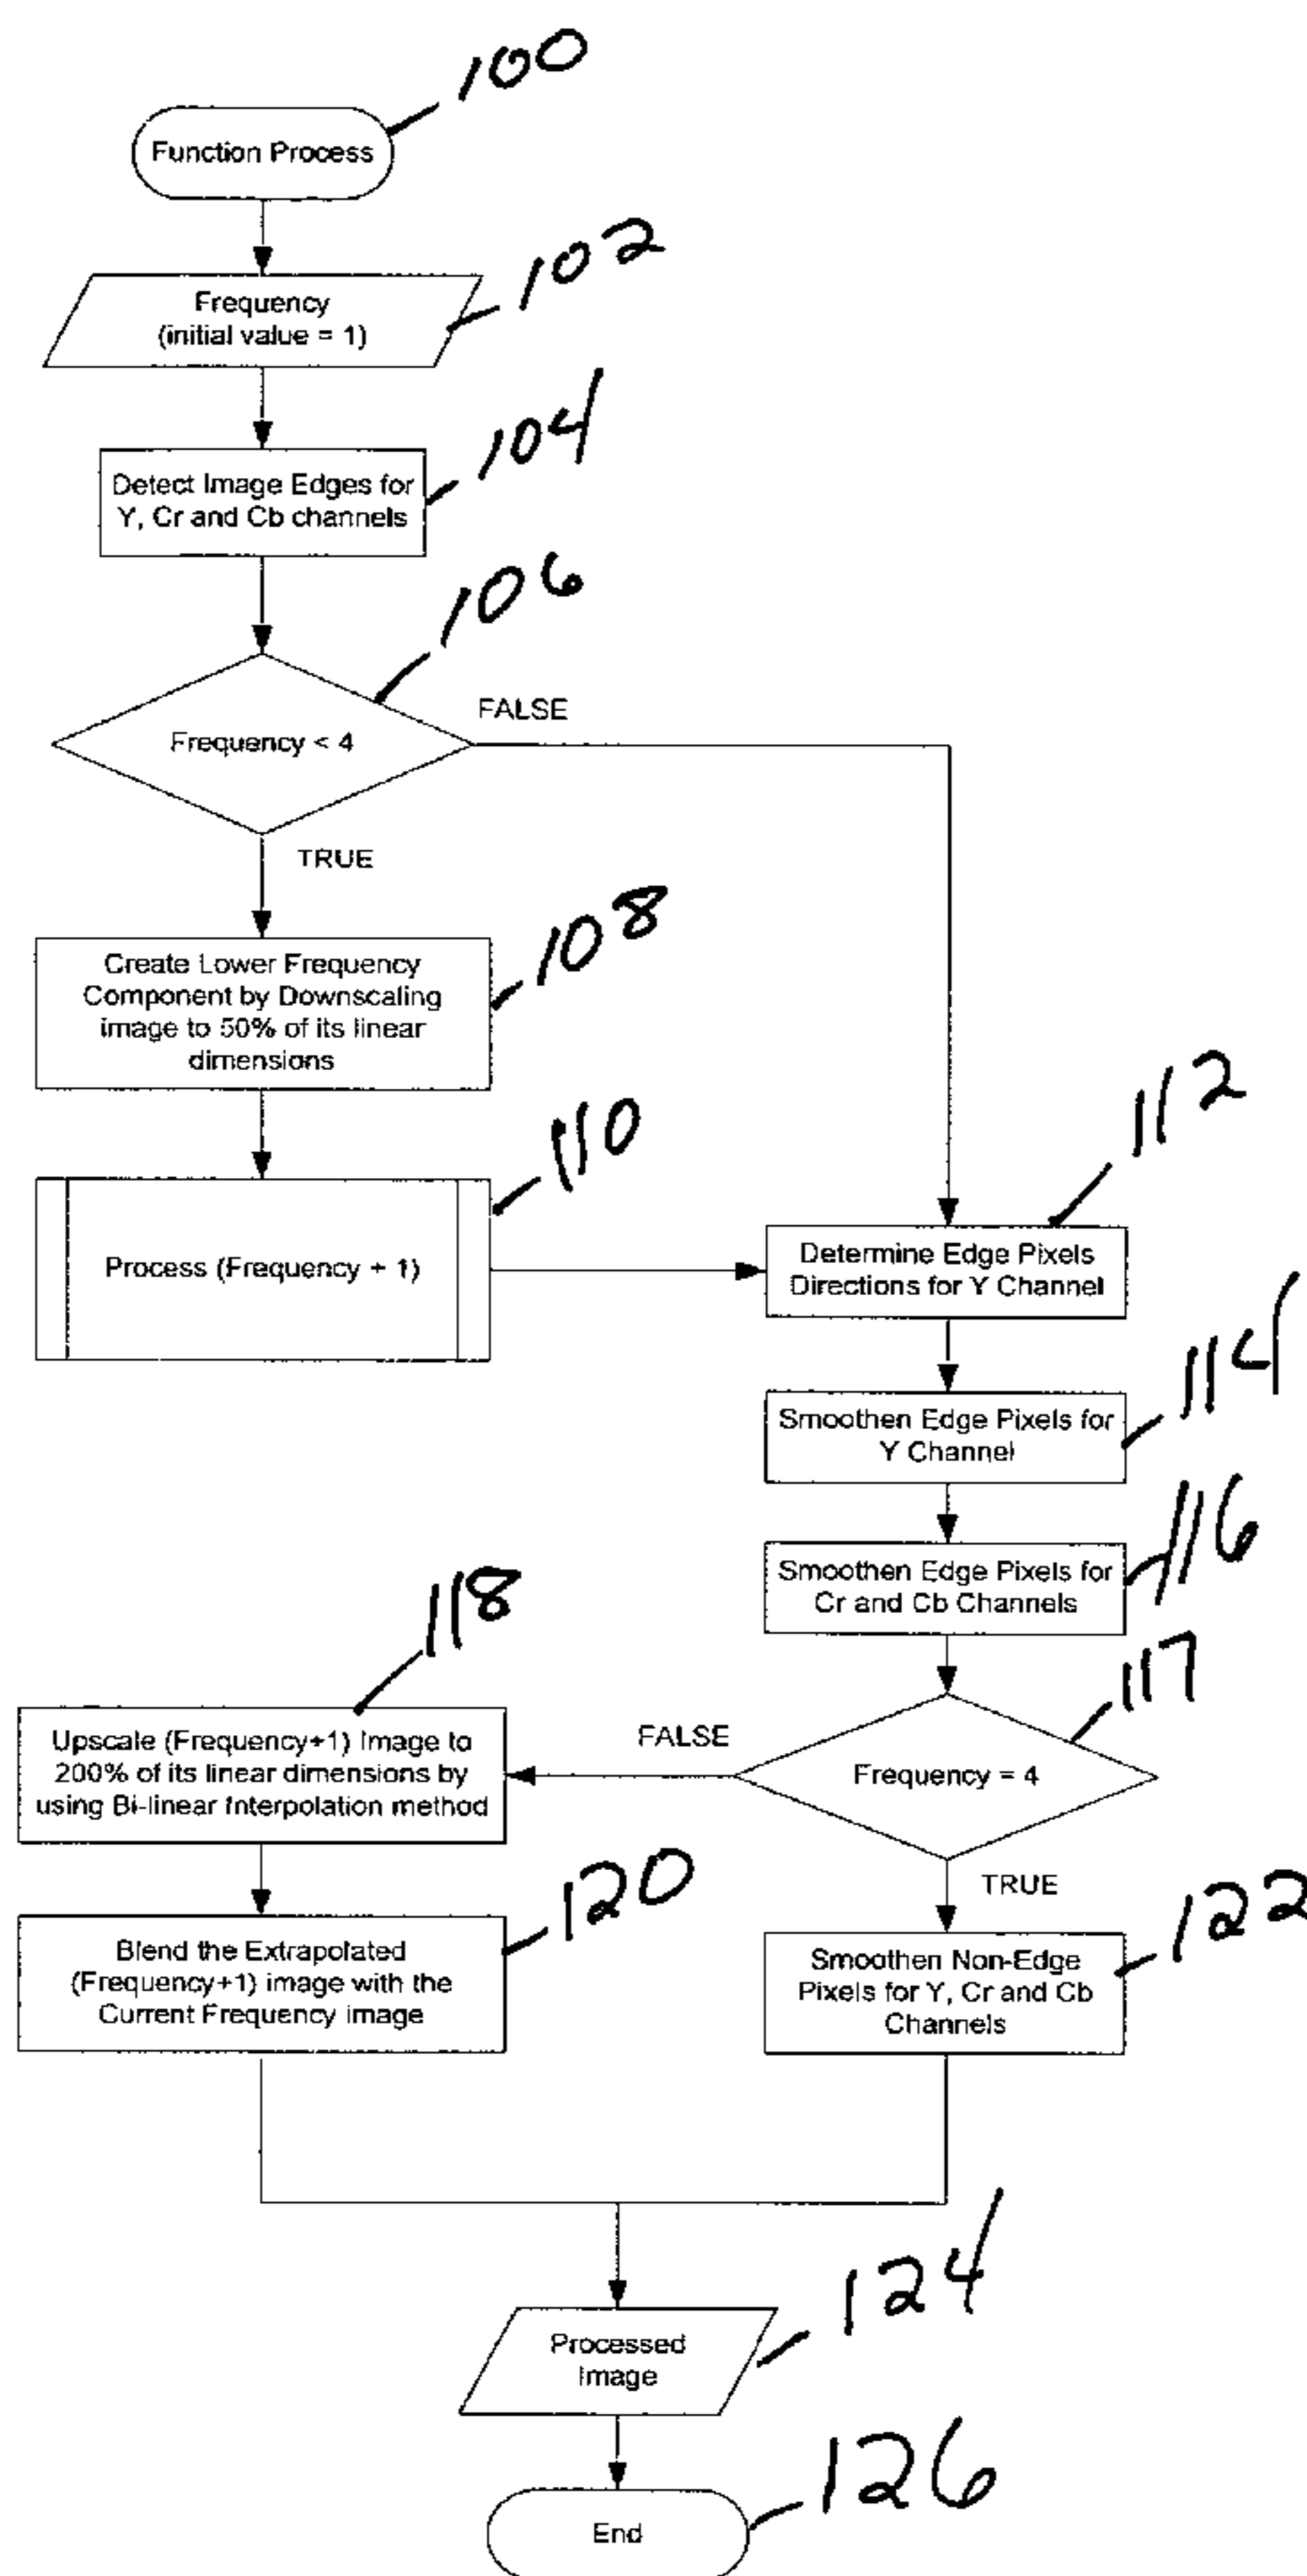 100
Function Process
102
Frequency
(initial value = 1)
104
Detect Image Edges for
Y, Cr and Cb channels
106
Frequency < 4
FALSE
TRUE
108
Create Lower Frequency
Component by Downscaling
image to 50% of its linear
dimensions
110
Process (Frequency + 1)
112
Determine Edge Pixels
Directions for Y Channel
114
Smoothen Edge Pixels for
Y Channel
116
Smoothen Edge Pixels for
Cr and Cb Channels
117
Frequency = 4
FALSE
TRUE
118
Upscale (Frequency+1) Image to
200% of its linear dimensions by
using Bi-linear Interpolation method
120
Blend the Extrapolated
(Frequency+1) image with the
Current Frequency image
122
Smoothen Non-Edge
Pixels for Y, Cr and Cb
Channels
124
Processed
Image
126
End